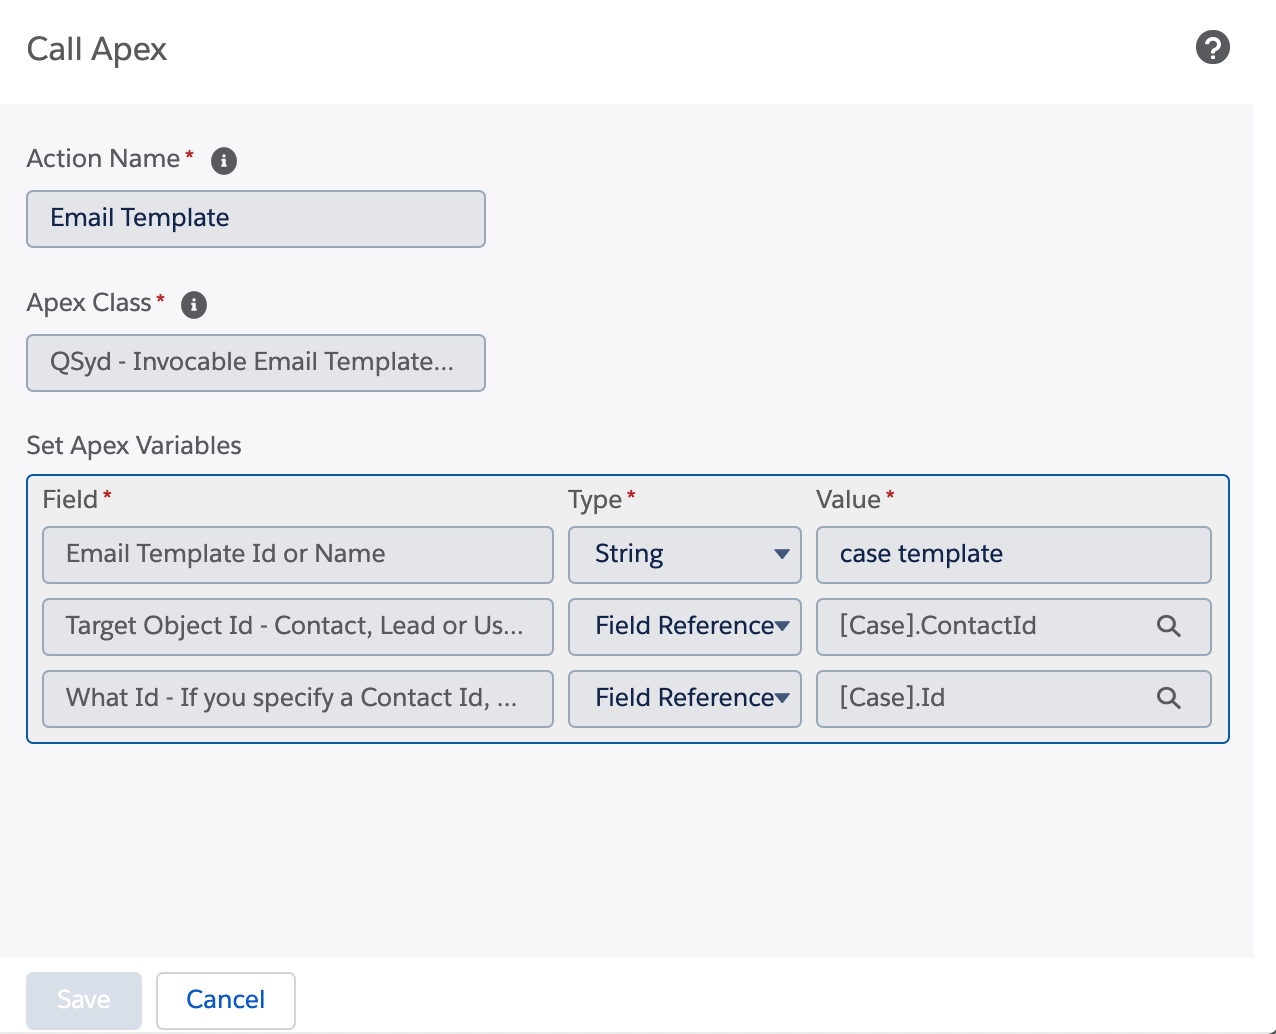 Call Apex
Action Name*
Email Template
Apex Class*
QSyd - Invocable Email Template...
Set Apex Variables
Field* Type* Value*
Email Template Id or Name String case template
Target Object Id - Contact, Lead or Us... Field Reference [Case].ContactId
What Id - If you specify a Contact Id, ... Field Reference [Case].Id
Save Cancel